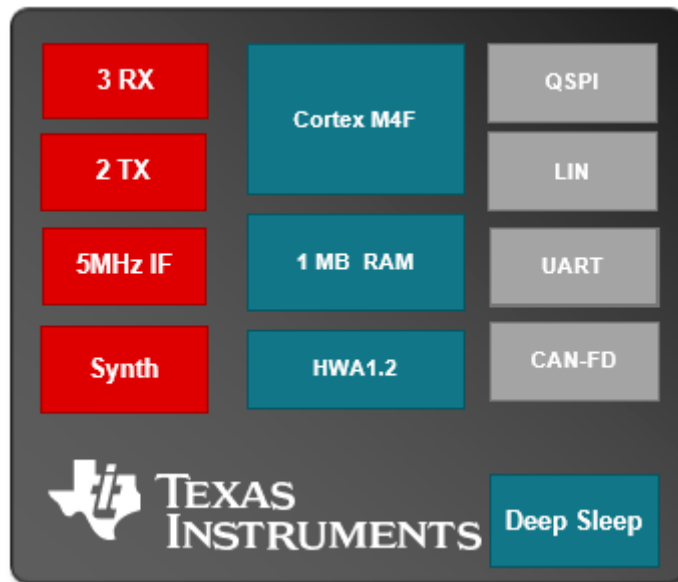 3 RX
Cortex M4F
QSPI
2 TX
LIN
5MHz IF
1 MB RAM
UART
Synth
HWA1.2
CAN-FD
TEXAS
INSTRUMENTS
Deep Sleep